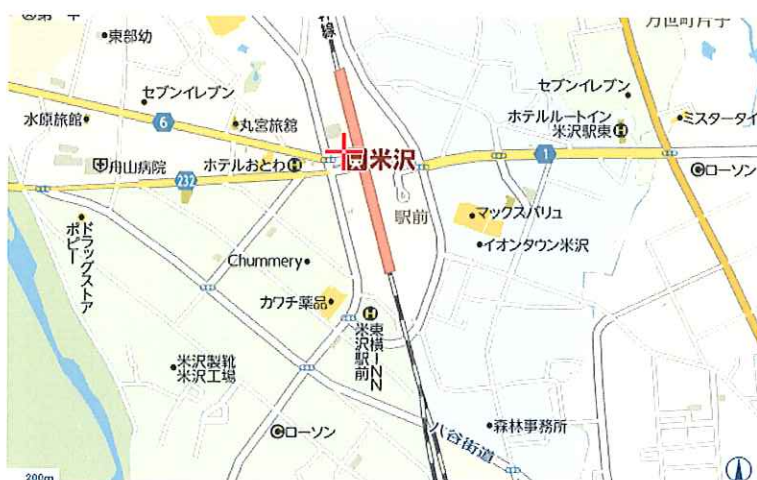 東部幼
セブンイレブン
水原旅館
6
丸宮旅館
舟山病院
ホテルおとわH
232
米沢
セブンイレブン
ホテルルートイン
米沢駅東H
ミスタータイ
1
ローソン
駅前
マックスバリュ
イオンタウン米沢
ドラッグストア
ポピー
Chummery
カワチ薬品
H
東横INN
米沢駅前
米沢製靴
米沢工場
ローソン
八谷街道
森林事務所
200m